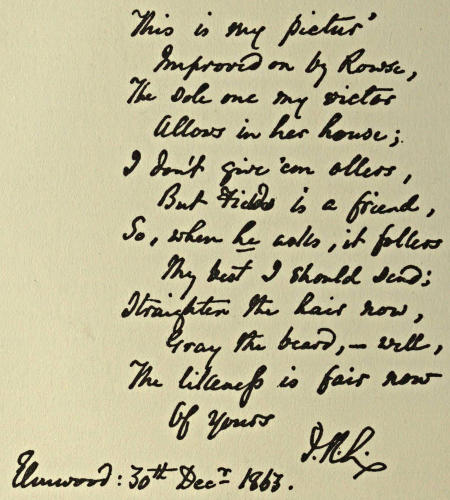 This is my pictur'
Improved on by Rowse,
The sole one my victor
Allows in her house;
I don't give 'em ollers,
But Fields is a friend,
So, when he asks, it follers
My best I should send;
Straighten the hair now,
Gray the beard,— well,
The likeness is fair now
Of yours
J.R.L.
Elmwood: 30th Decr 1863.